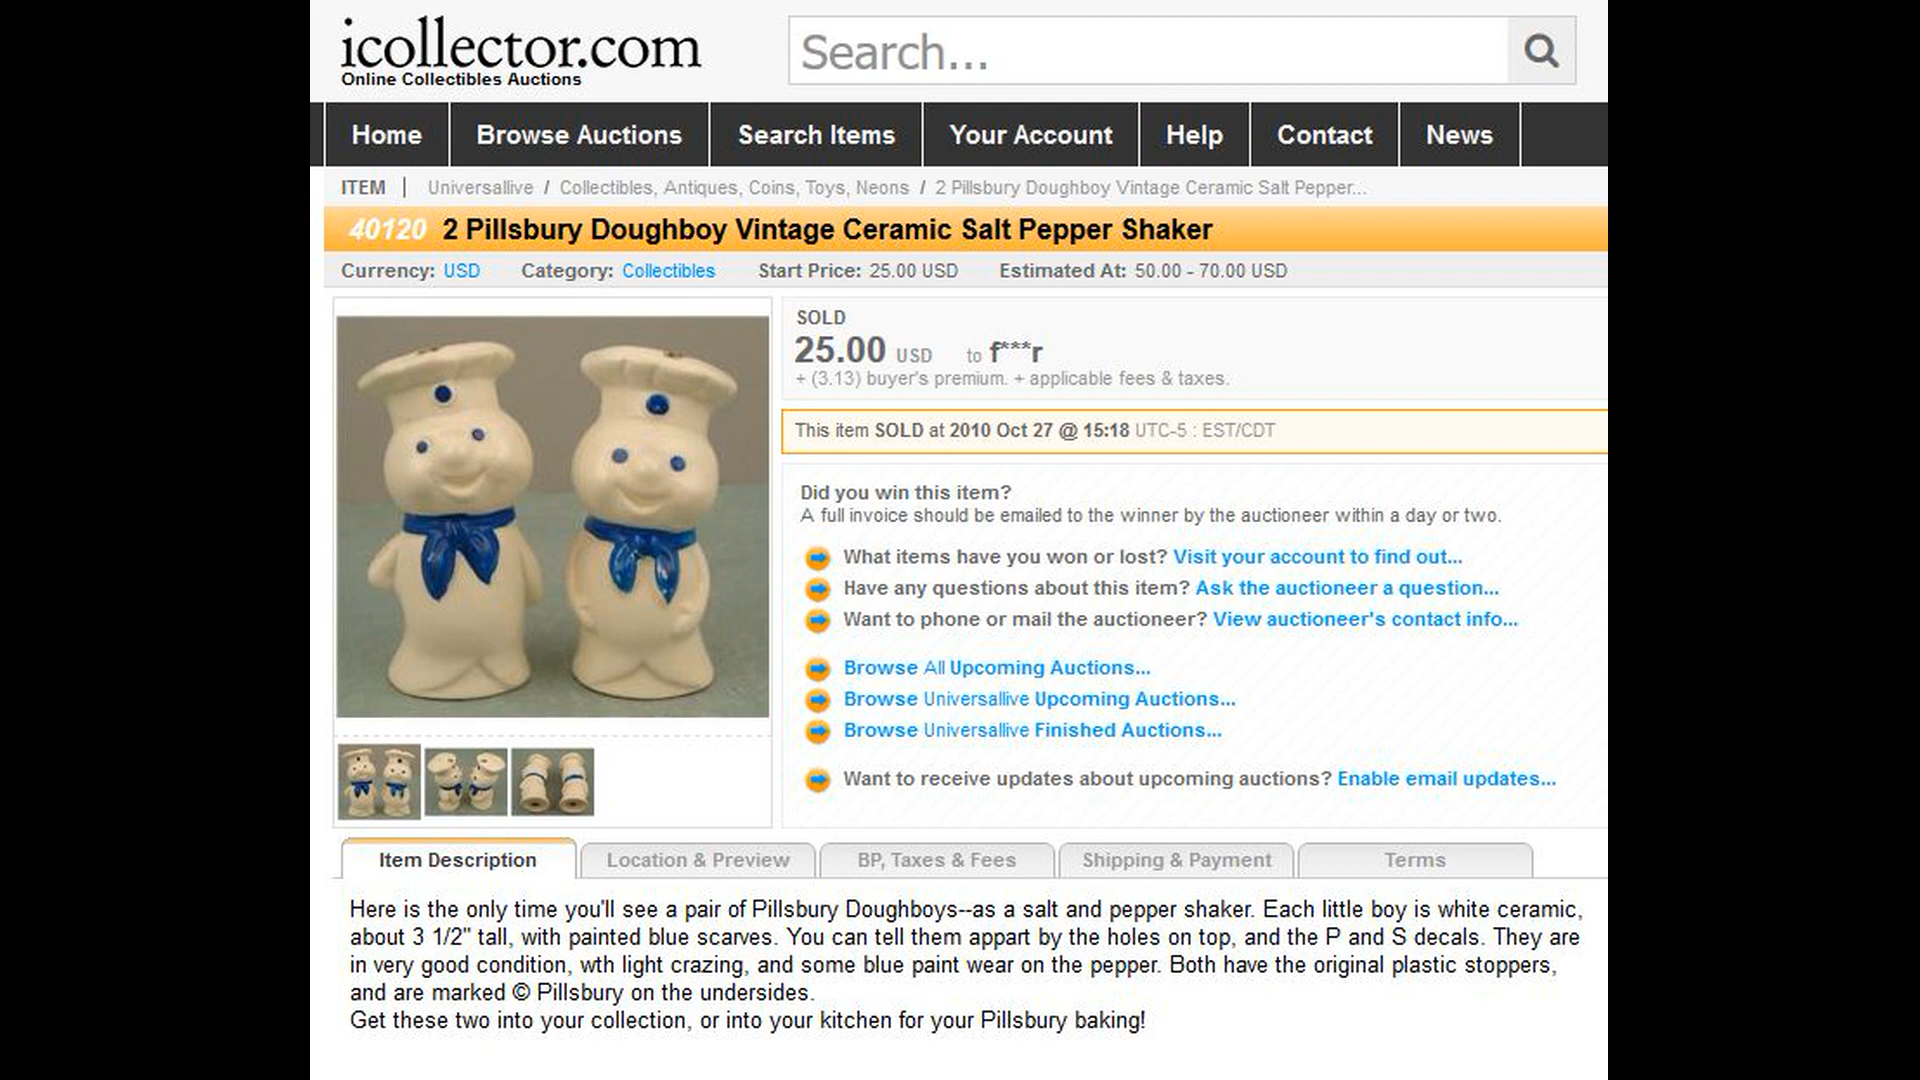 icollector.com
Online Collectibles Auctions
Search...
Home Browse Auctions Search Items Your Account Help Contact News
ITEM | Universallive / Collectibles, Antiques, Coins, Toys, Neons / 2 Pillsbury Doughboy Vintage Ceramic Salt Pepper...
40120 2 Pillsbury Doughboy Vintage Ceramic Salt Pepper Shaker
Currency: USD Category: Collectibles Start Price: 25.00 USD Estimated At: 50.00 - 70.00 USD
SOLD
25.00 USD to f***r
+ (3.13) buyer's premium. + applicable fees & taxes.
This item SOLD at 2010 Oct 27 @ 15:18 UTC-5 : EST/CDT
Did you win this item?
A full invoice should be emailed to the winner by the auctioneer within a day or two.
What items have you won or lost? Visit your account to find out...
Have any questions about this item? Ask the auctioneer a question...
Want to phone or mail the auctioneer? View auctioneer's contact info...
Browse All Upcoming Auctions...
Browse Universallive Upcoming Auctions...
Browse Universallive Finished Auctions...
Want to receive updates about upcoming auctions? Enable email updates...
Item Description Location & Preview BP, Taxes & Fees Shipping & Payment Terms
Here is the only time you'll see a pair of Pillsbury Doughboys--as a salt and pepper shaker. Each little boy is white ceramic,
about 3 1/2" tall, with painted blue scarves. You can tell them appart by the holes on top, and the P and S decals. They are
in very good condition, wth light crazing, and some blue paint wear on the pepper. Both have the original plastic stoppers,
and are marked © Pillsbury on the undersides.
Get these two into your collection, or into your kitchen for your Pillsbury baking!